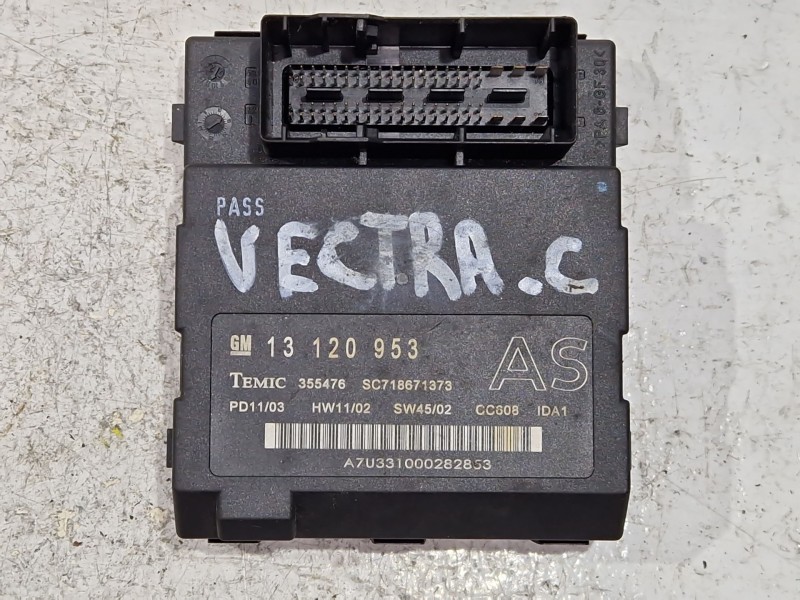 PASS
VECTRA.C
GM 13 120 953
TEMIC 355476 SC718671373 AS
PD11/03 HW11/02 SW45/02 CC608 IDA1
A7U331000282853